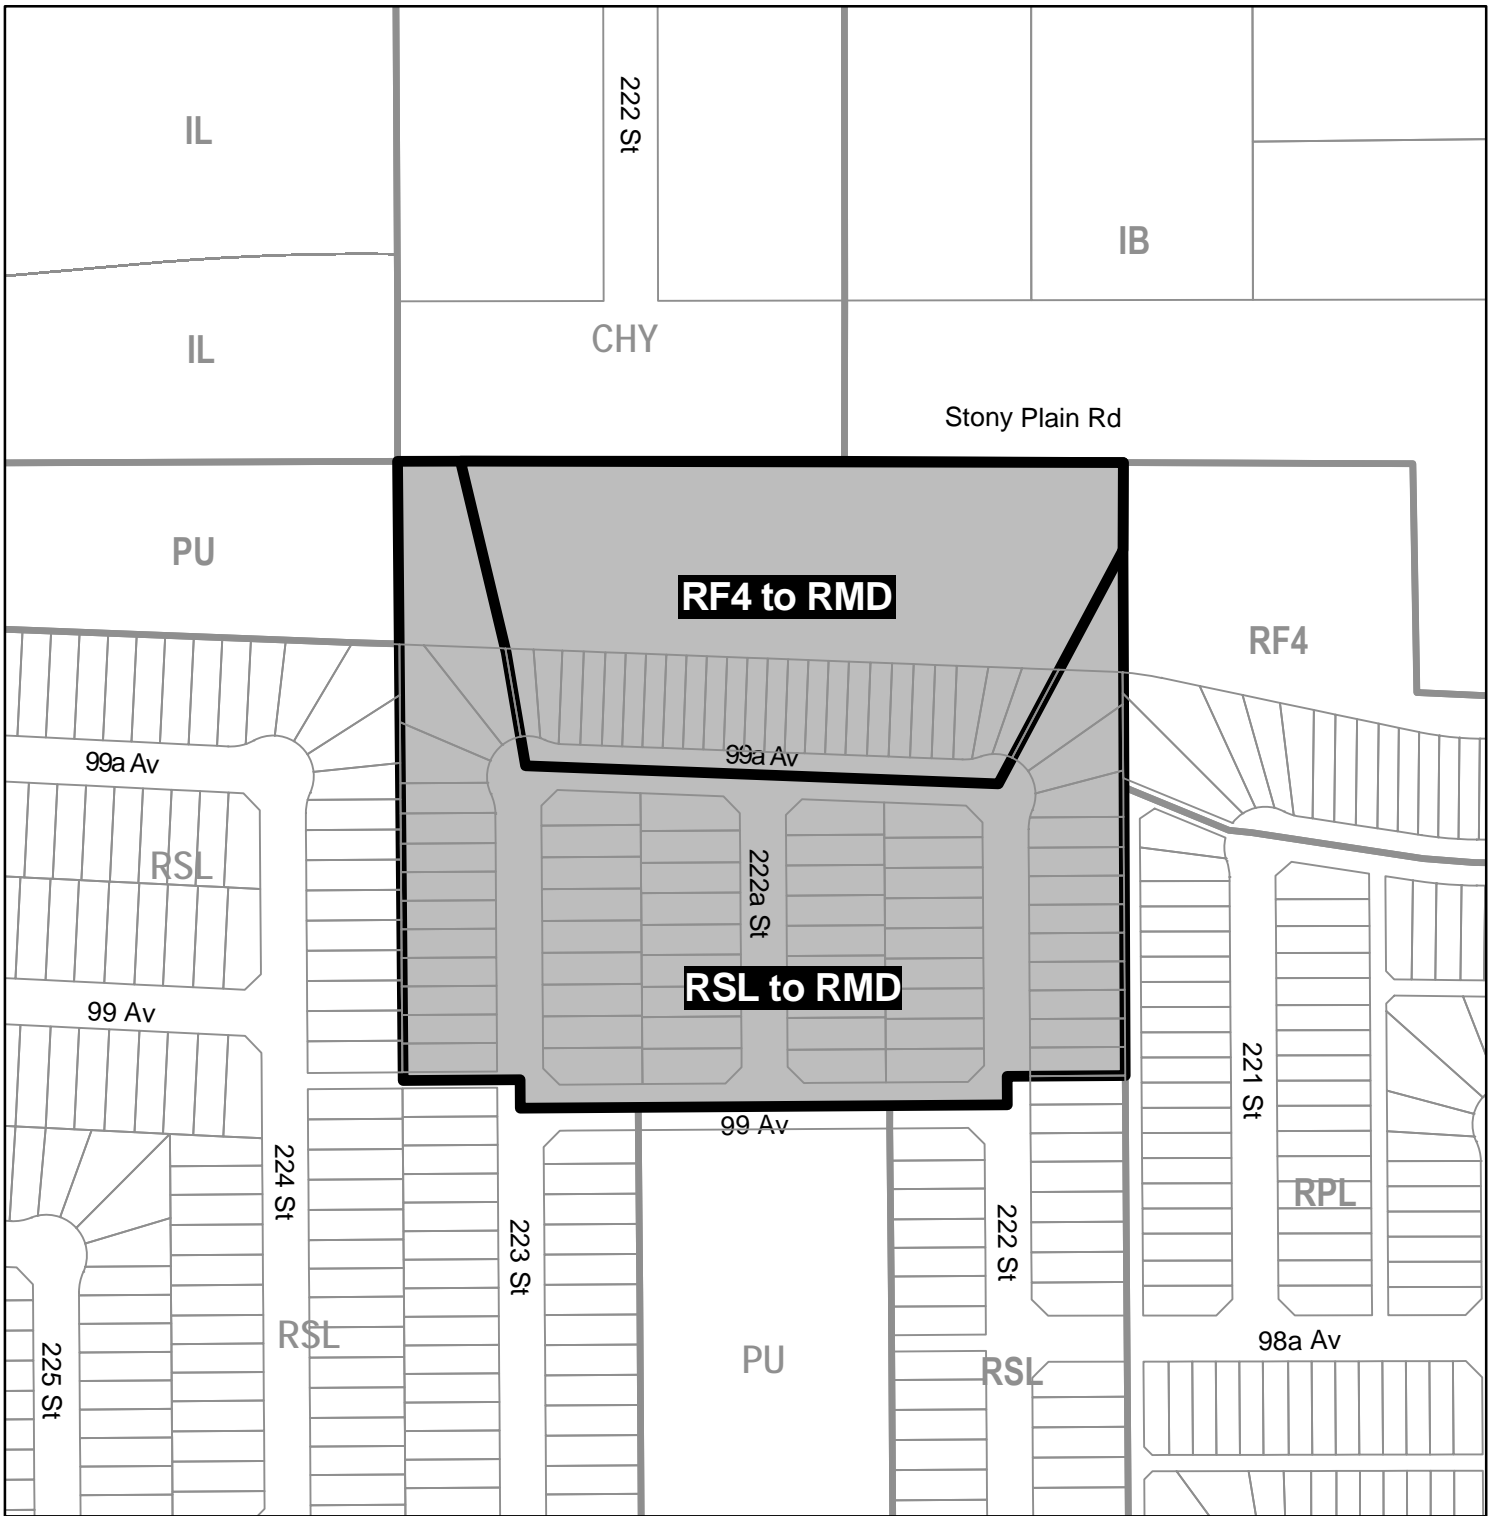 222 St
IL
IB
IL
CHY
Stony Plain Rd
PU
RF4 to RMD
RF4
99a Av
99a Av
RSL
222a St
RSL to RMD
99 Av
221 St
99 Av
224 St
RPL
223 St
222 St
RSL
98a Av
PU
RSL
225 St